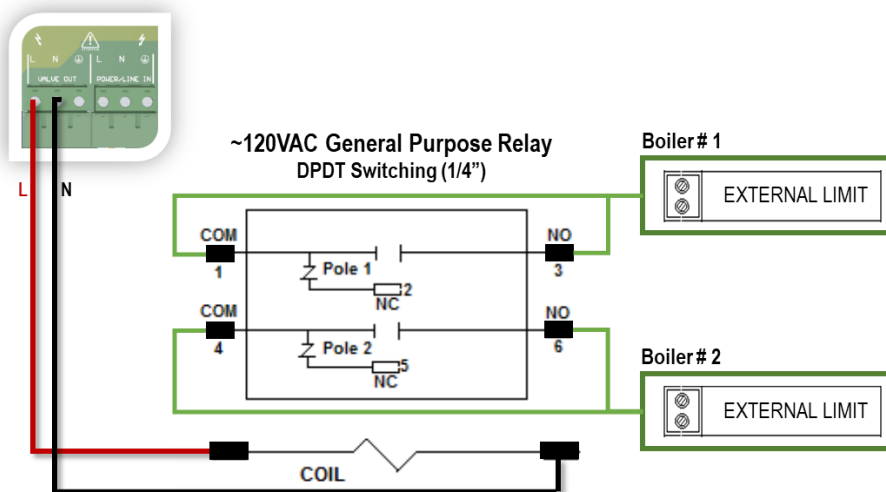 L N L N
VALVE OUT POWER/LINE IN
L N
~120VAC General Purpose Relay
DPDT Switching (1/4”)
COM
1
Pole 1
2
NC
NO
3
COM
4
Pole 2
5
NC
NO
6
COIL
Boiler # 1
EXTERNAL LIMIT
Boiler # 2
EXTERNAL LIMIT